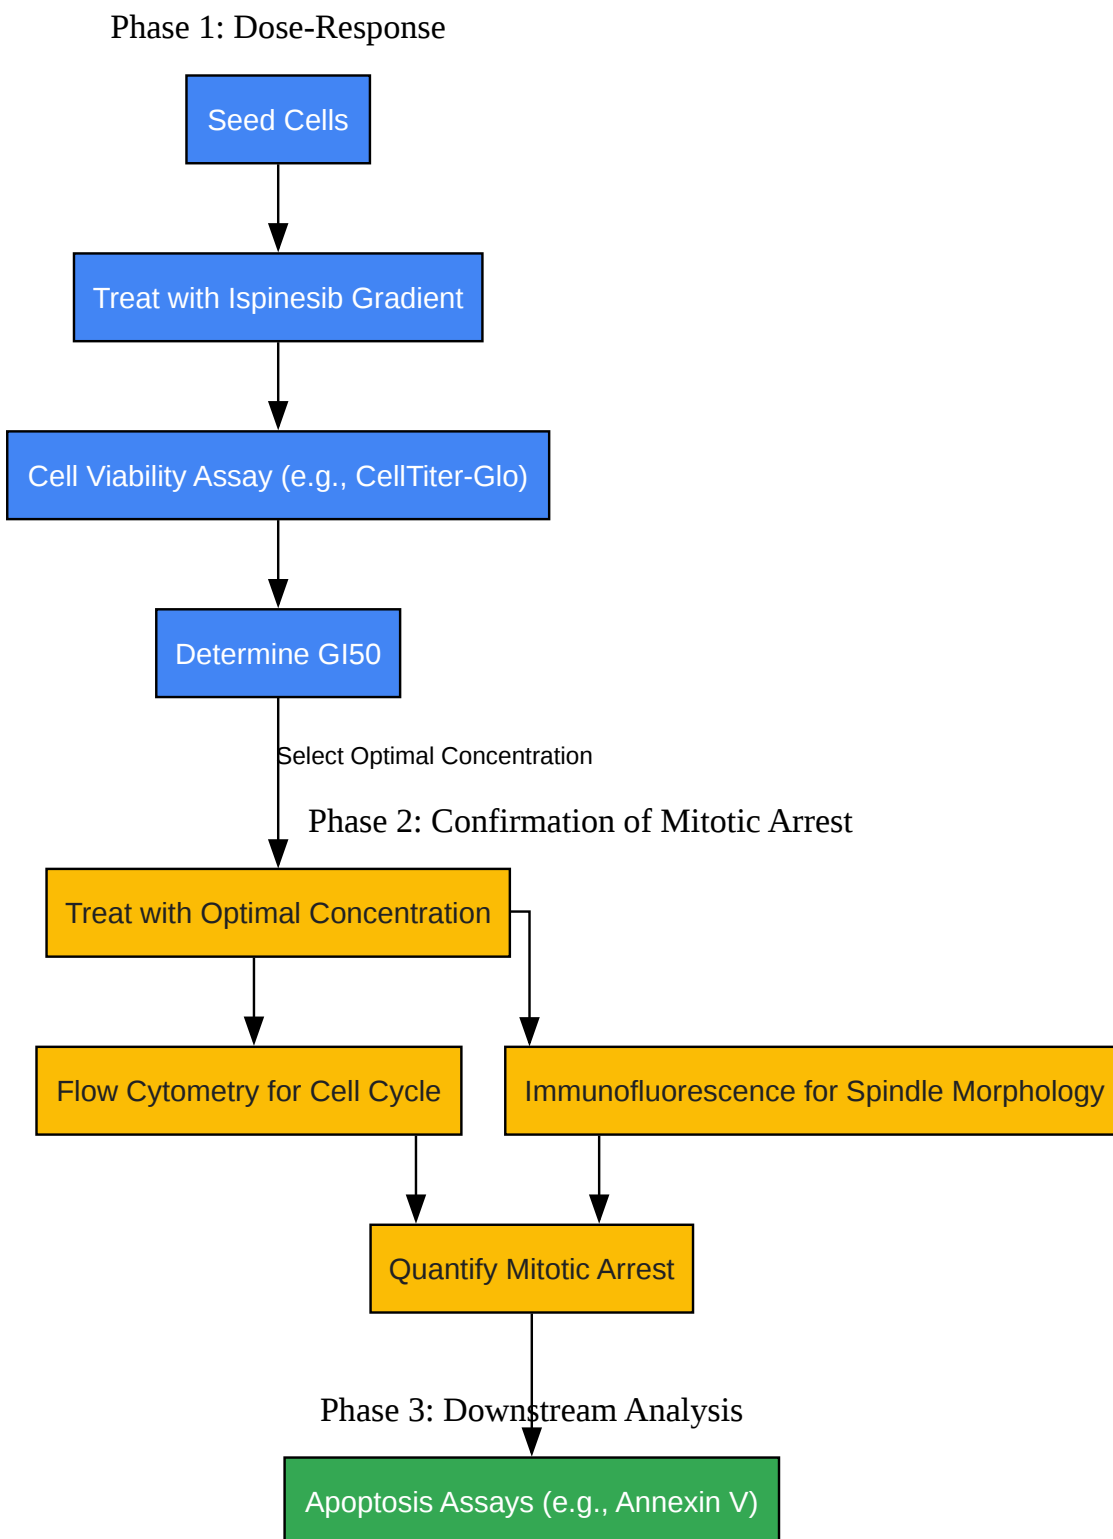 Phase 1: Dose-Response
Seed Cells
Treat with Ispinesib Gradient
Cell Viability Assay (e.g., CellTiter-Glo)
Determine GI50
Select Optimal Concentration
Phase 2: Confirmation of Mitotic Arrest
Treat with Optimal Concentration
Flow Cytometry for Cell Cycle
Immunofluorescence for Spindle Morphology
Quantify Mitotic Arrest
Phase 3: Downstream Analysis
Apoptosis Assays (e.g., Annexin V)